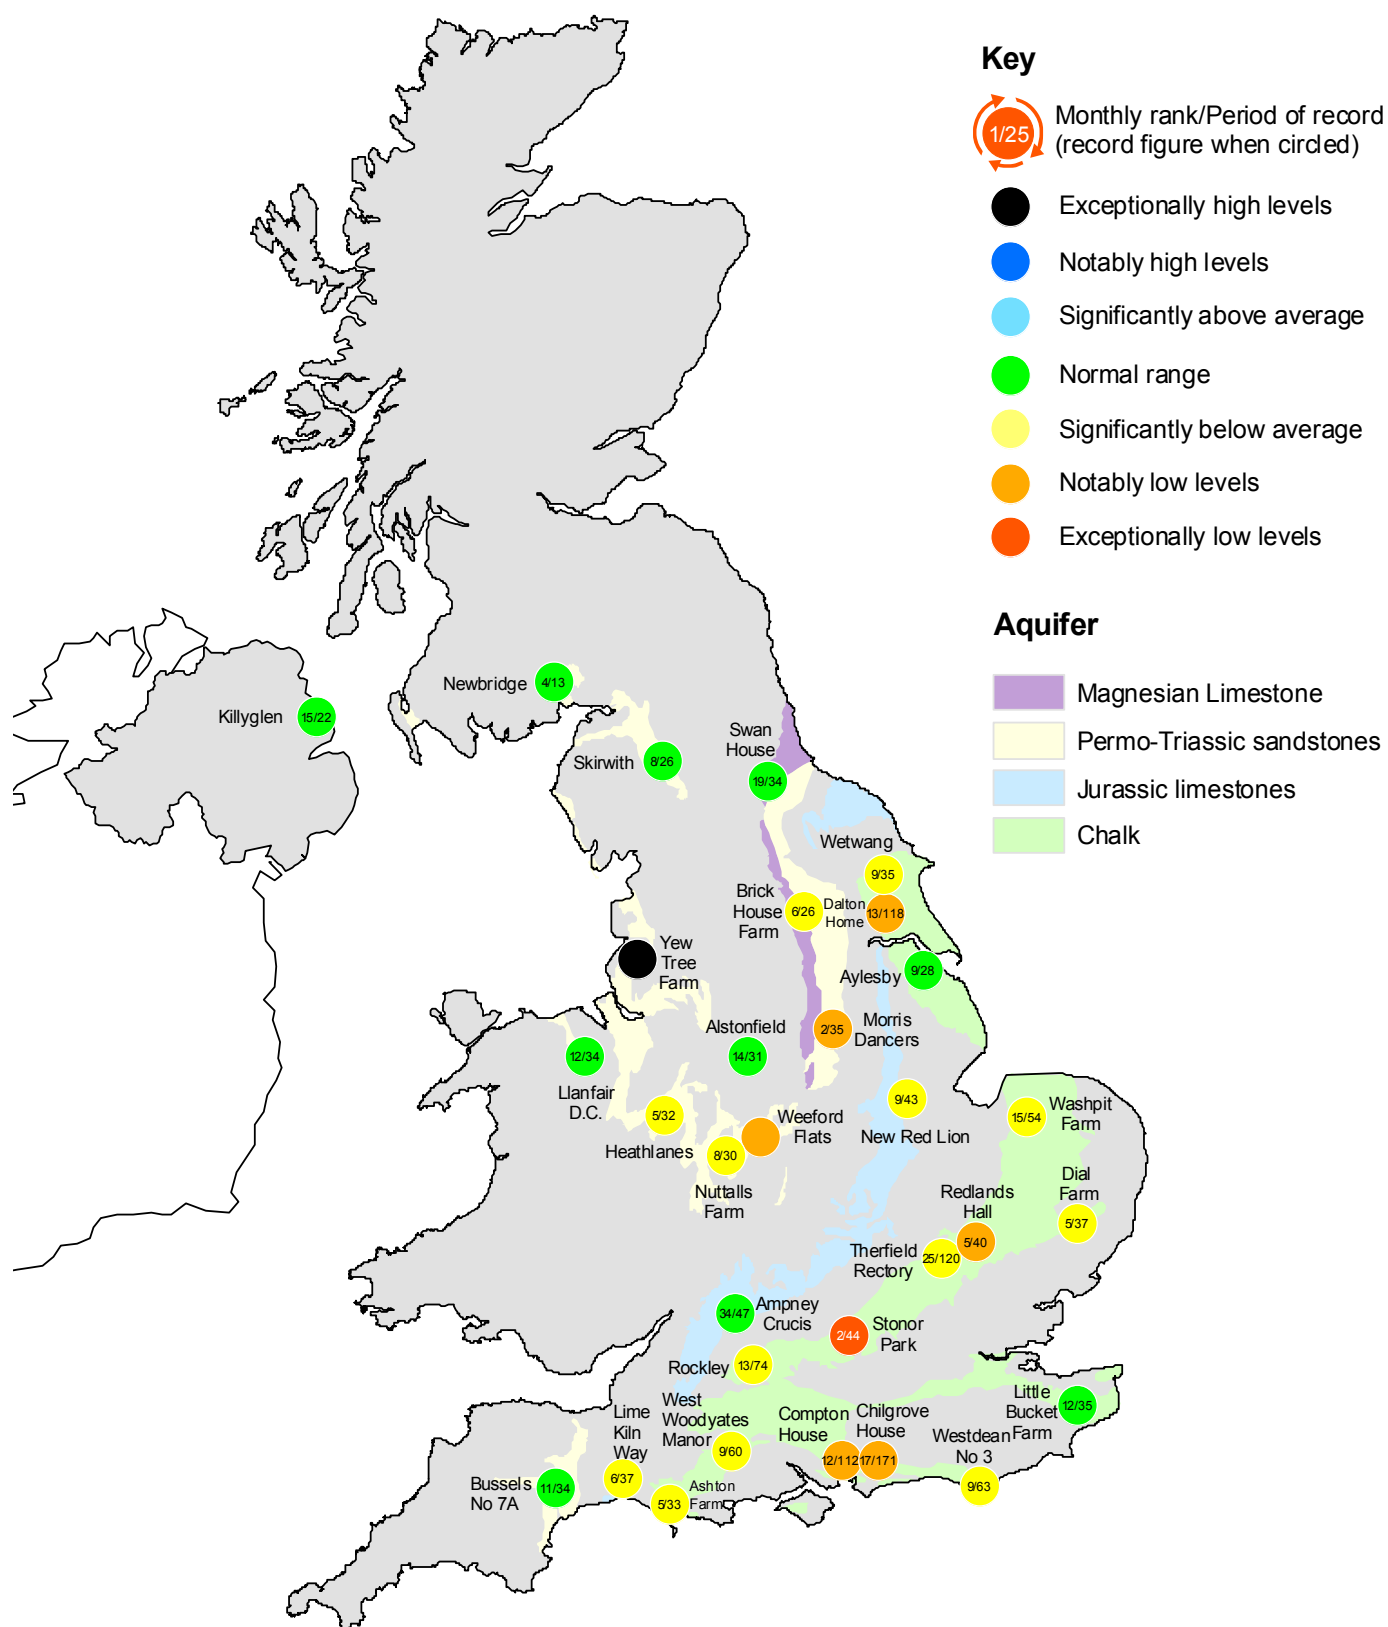 Key
1/25
Monthly rank/Period of record
(record figure when circled)
Exceptionally high levels
Notably high levels
Significantly above average
Normal range
Significantly below average
Notably low levels
Exceptionally low levels
Aquifer
Magnesian Limestone
Permo-Triassic sandstones
Jurassic limestones
Chalk
Newbridge
4/13
Killyglen
15/22
Skirwith
8/26
Swan
House
19/34
Wetwang
9/35
Brick
House
Farm
6/26
Dalton
Home
13/118
Yew
Tree
Farm
Aylesby
9/28
Morris
Dancers
2/35
Alstonfield
14/31
12/34
Llanfair
D.C.
5/32
Heathlanes
Weeford
Flats
8/30
Nuttalls
Farm
9/43
New Red Lion
15/54
Washpit
Farm
Dial
Farm
5/37
Redlands
Hall
5/40
Therfield
Rectory
25/120
34/47
Ampney
Crucis
2/44
Stonor
Park
Rockley
13/74
West
Woodyates
Manor
9/60
Lime
Kiln
Way
6/37
Compton
House
12/112
Chilgrove
House
17/171
Little
Bucket
Farm
12/35
Westdean
No 3
9/63
Bussels
No 7A
11/34
5/33
Ashton
Farm